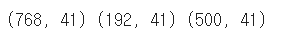 (768, 41) (192, 41) (500, 41)